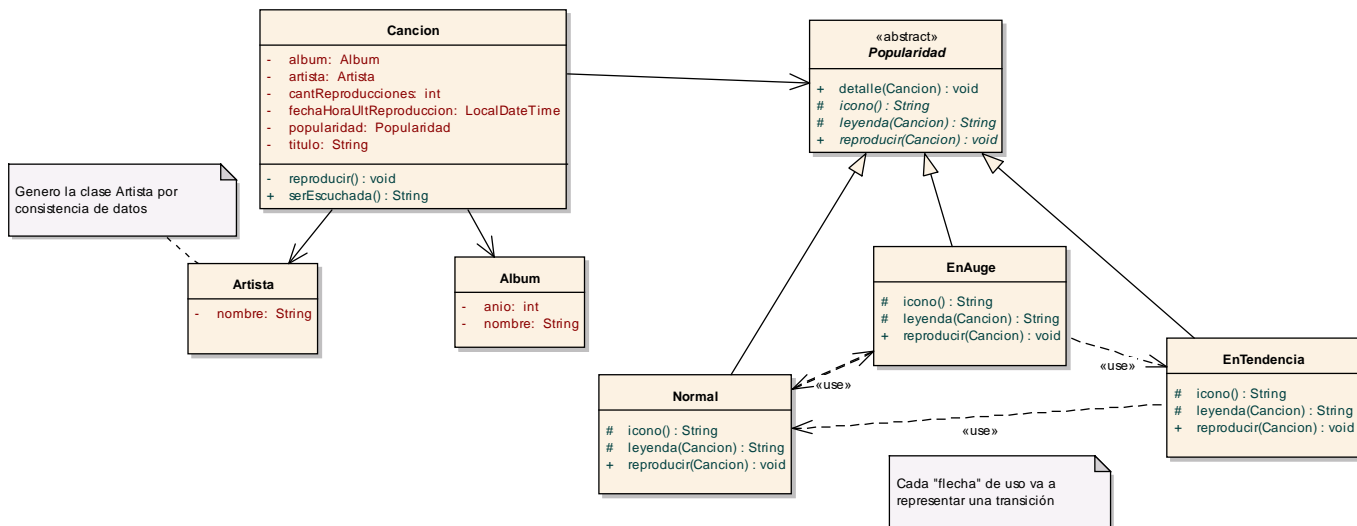 Cancion
- album: Album
- artista: Artista
- cantReproducciones: int
- fechaHoraUltReproduccion: LocalDateTime
- popularidad: Popularidad
- titulo: String
- reproducir() : void
+ serEscuchada() : String
«abstract»
Popularidad
+ detalle(Cancion) : void
# icono() : String
# leyenda(Cancion) : String
+ reproducir(Cancion) : void
Genero la clase Artista por
consistencia de datos
Artista
- nombre: String
Album
- anio: int
- nombre: String
EnAuge
# icono() : String
# leyenda(Cancion) : String
+ reproducir(Cancion) : void
«use»
«use»
EnTendencia
# icono() : String
# leyenda(Cancion) : String
+ reproducir(Cancion) : void
Normal
# icono() : String
# leyenda(Cancion) : String
+ reproducir(Cancion) : void
«use»
Cada "flecha" de uso va a
representar una transición